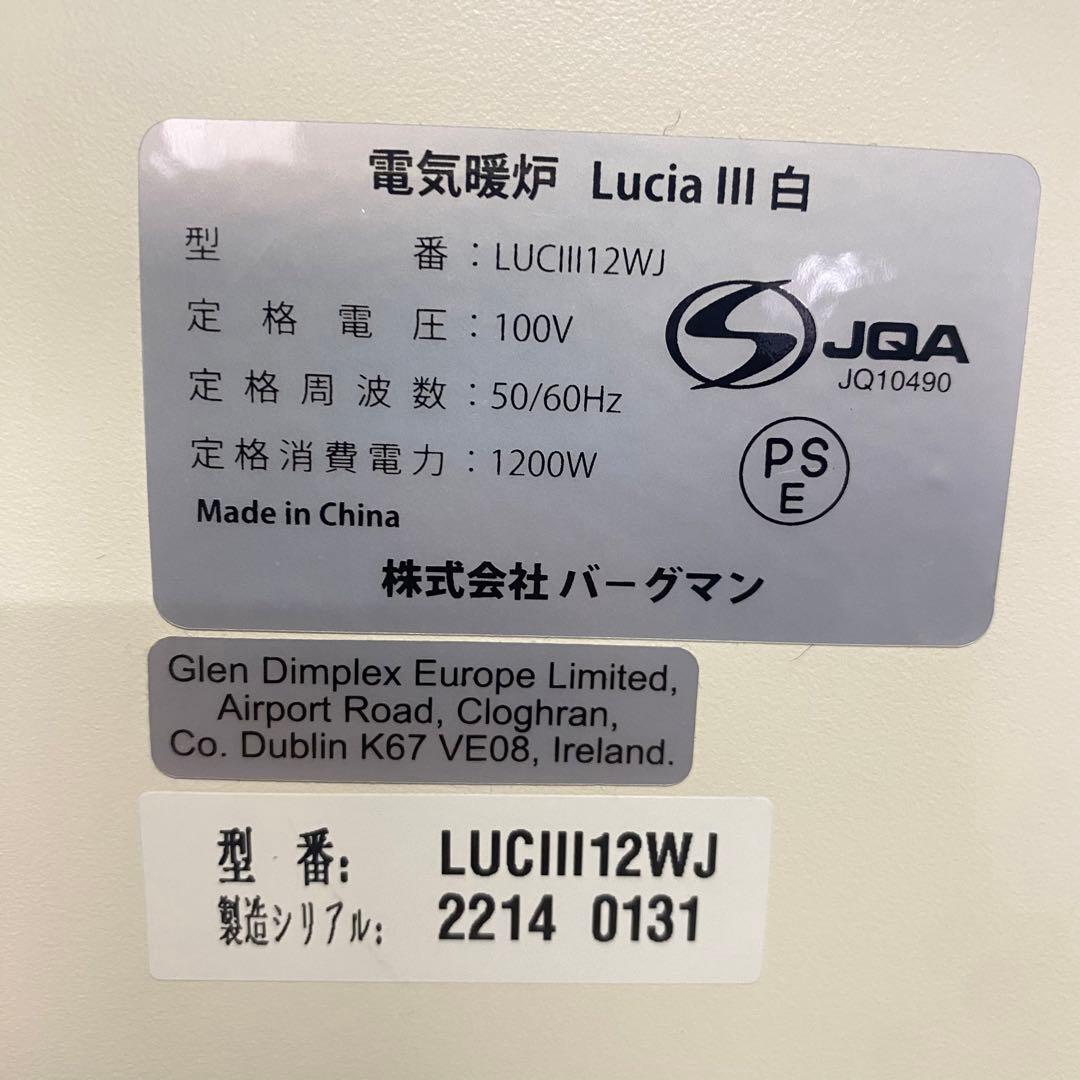 電気暖炉 Lucia III 白
型番：LUCIII12WJ
定格電圧：100V
定格周波数：50/60Hz
定格消費電力：1200W
JQA
JQ10490
PS
E
Made in China
株式会社 バーグマン
Glen Dimplex Europe Limited,
Airport Road, Cloghran,
Co. Dublin K67 VE08, Ireland.
型番: LUCIII12WJ
製造シリアル: 2214 0131